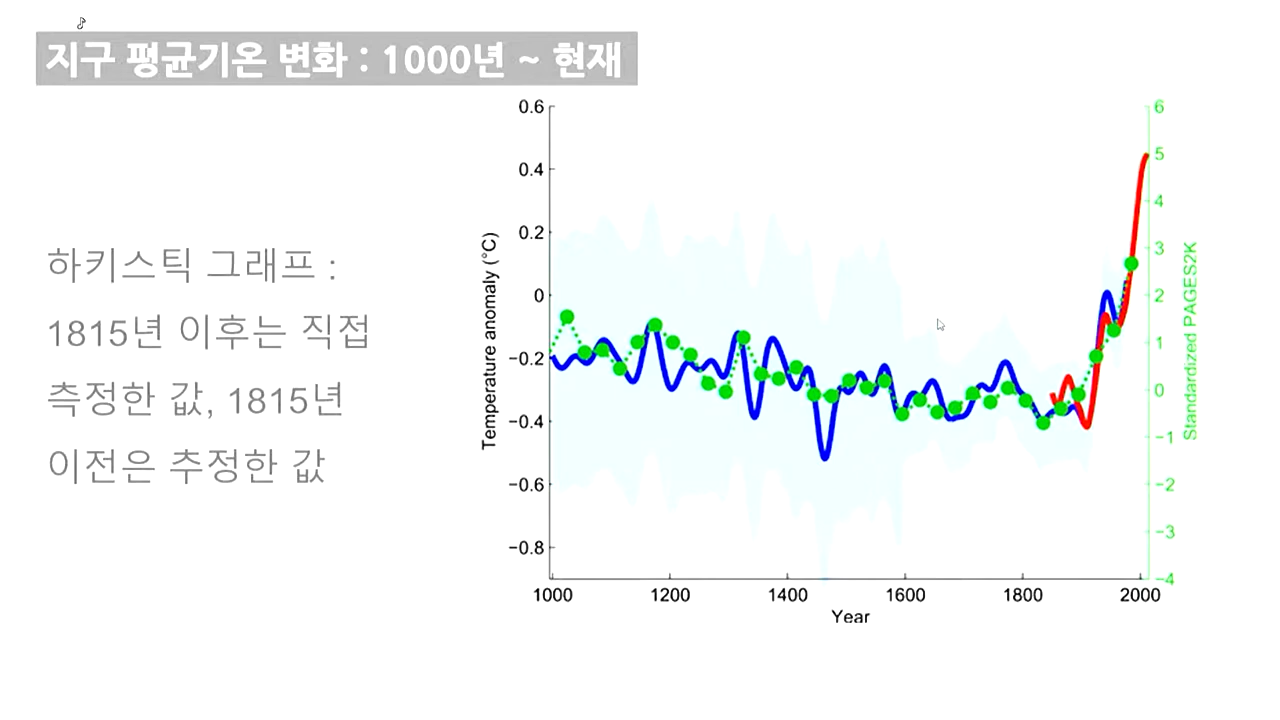 지구 평균기온 변화 : 1000년 ~ 현재
하키스틱 그래프 :
1815년 이후는 직접
측정한 값, 1815년
이전은 추정한 값
Temperature anomaly (°C)
0.6
0.4
0.2
0
−0.2
−0.4
−0.6
−0.8
1000 1200 1400 1600 1800 2000
Year
6
5
4
3
2
1
0
−1
−2
−3
−4
Standardized PAGES2K